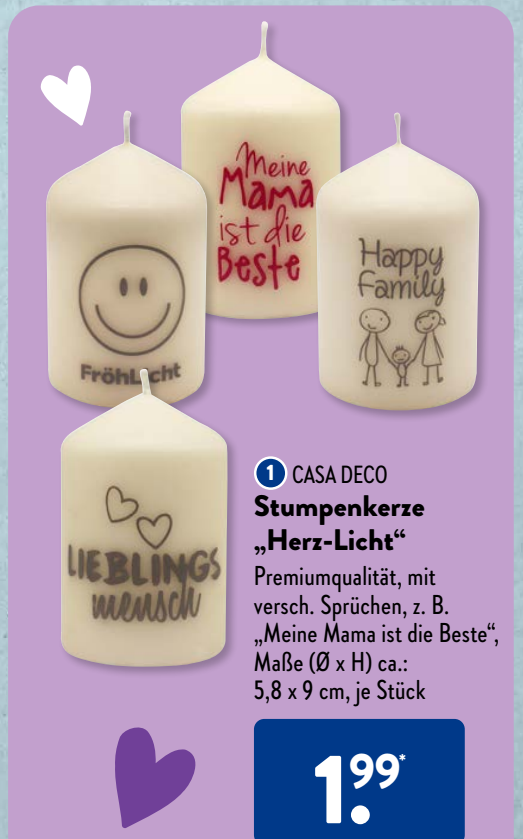 Meine
Mama
ist die
Beste
FröhLicht
Happy
Family
LIEBLINGS
mensch
1 CASA DECO
Stumpenkerze
„Herz-Licht“
Premiumqualität, mit
versch. Sprüchen, z. B.
„Meine Mama ist die Beste“,
Maße (Ø x H) ca.:
5,8 x 9 cm, je Stück
1.99*